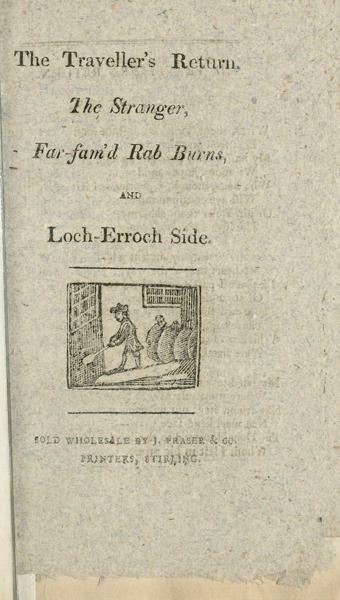 The Traveller's Return.
The Stranger,
Far-fam'd Rab Burns,
AND
Loch-Erroch Side.
SOLD WHOLESALE BY J. FRASER & CO.
PRINTERS, STIRLING.